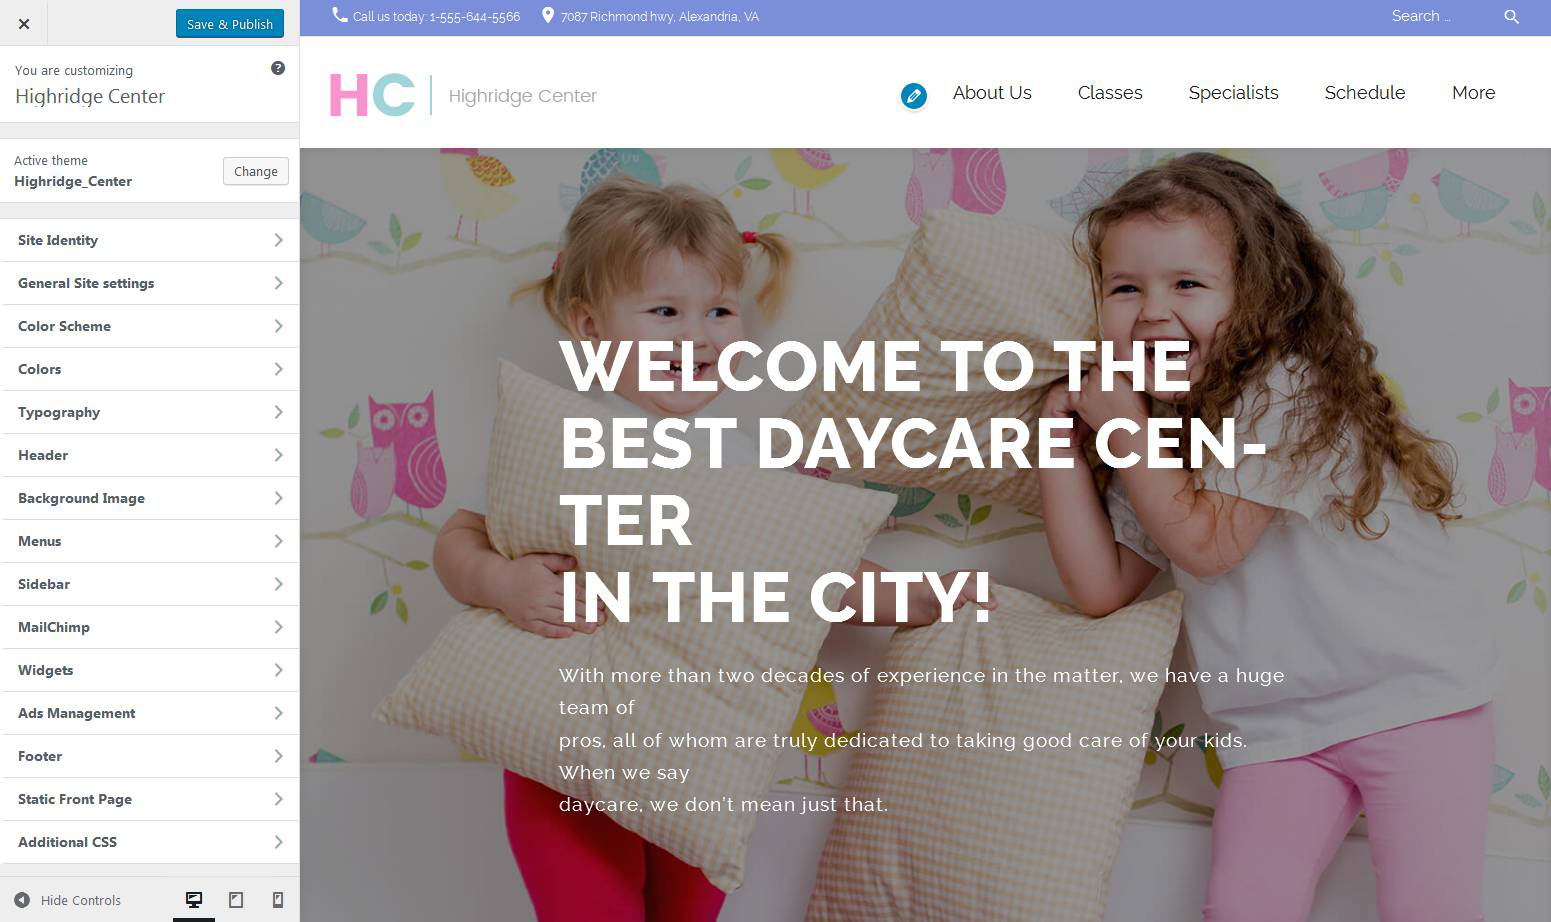 Save & Publish
You are customizing
Highridge Center
Active theme
Highridge_Center
Change
Site Identity
General Site settings
Color Scheme
Colors
Typography
Header
Background Image
Menus
Sidebar
MailChimp
Widgets
Ads Management
Footer
Static Front Page
Additional CSS
Hide Controls
Call us today: 1-555-644-5566
7087 Richmond hwy, Alexandria, VA
Search ...
HC
Highridge Center
About Us
Classes
Specialists
Schedule
More
WELCOME TO THE
BEST DAYCARE CEN-
TER
IN THE CITY!
With more than two decades of experience in the matter, we have a huge
team of
pros, all of whom are truly dedicated to taking good care of your kids.
When we say
daycare, we don't mean just that.